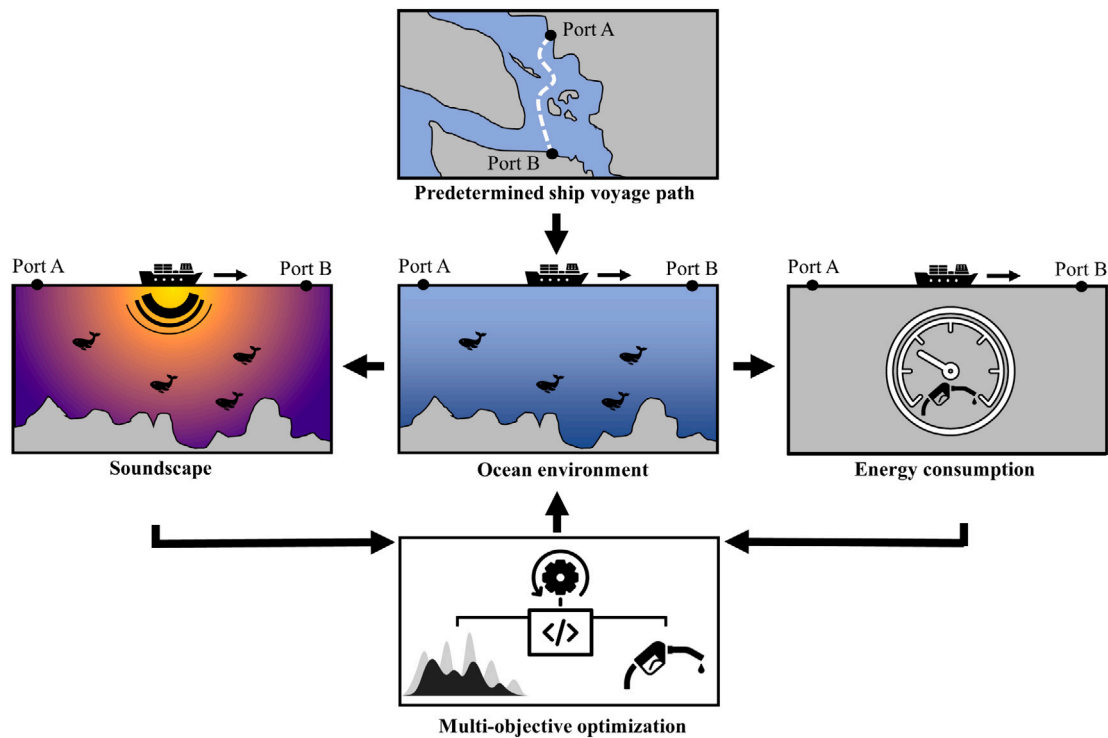 Port A
Port B
Predetermined ship voyage path
Port A
Port B
Soundscape
Port A
Port B
Ocean environment
Port A
Port B
Energy consumption
</>
Multi-objective optimization